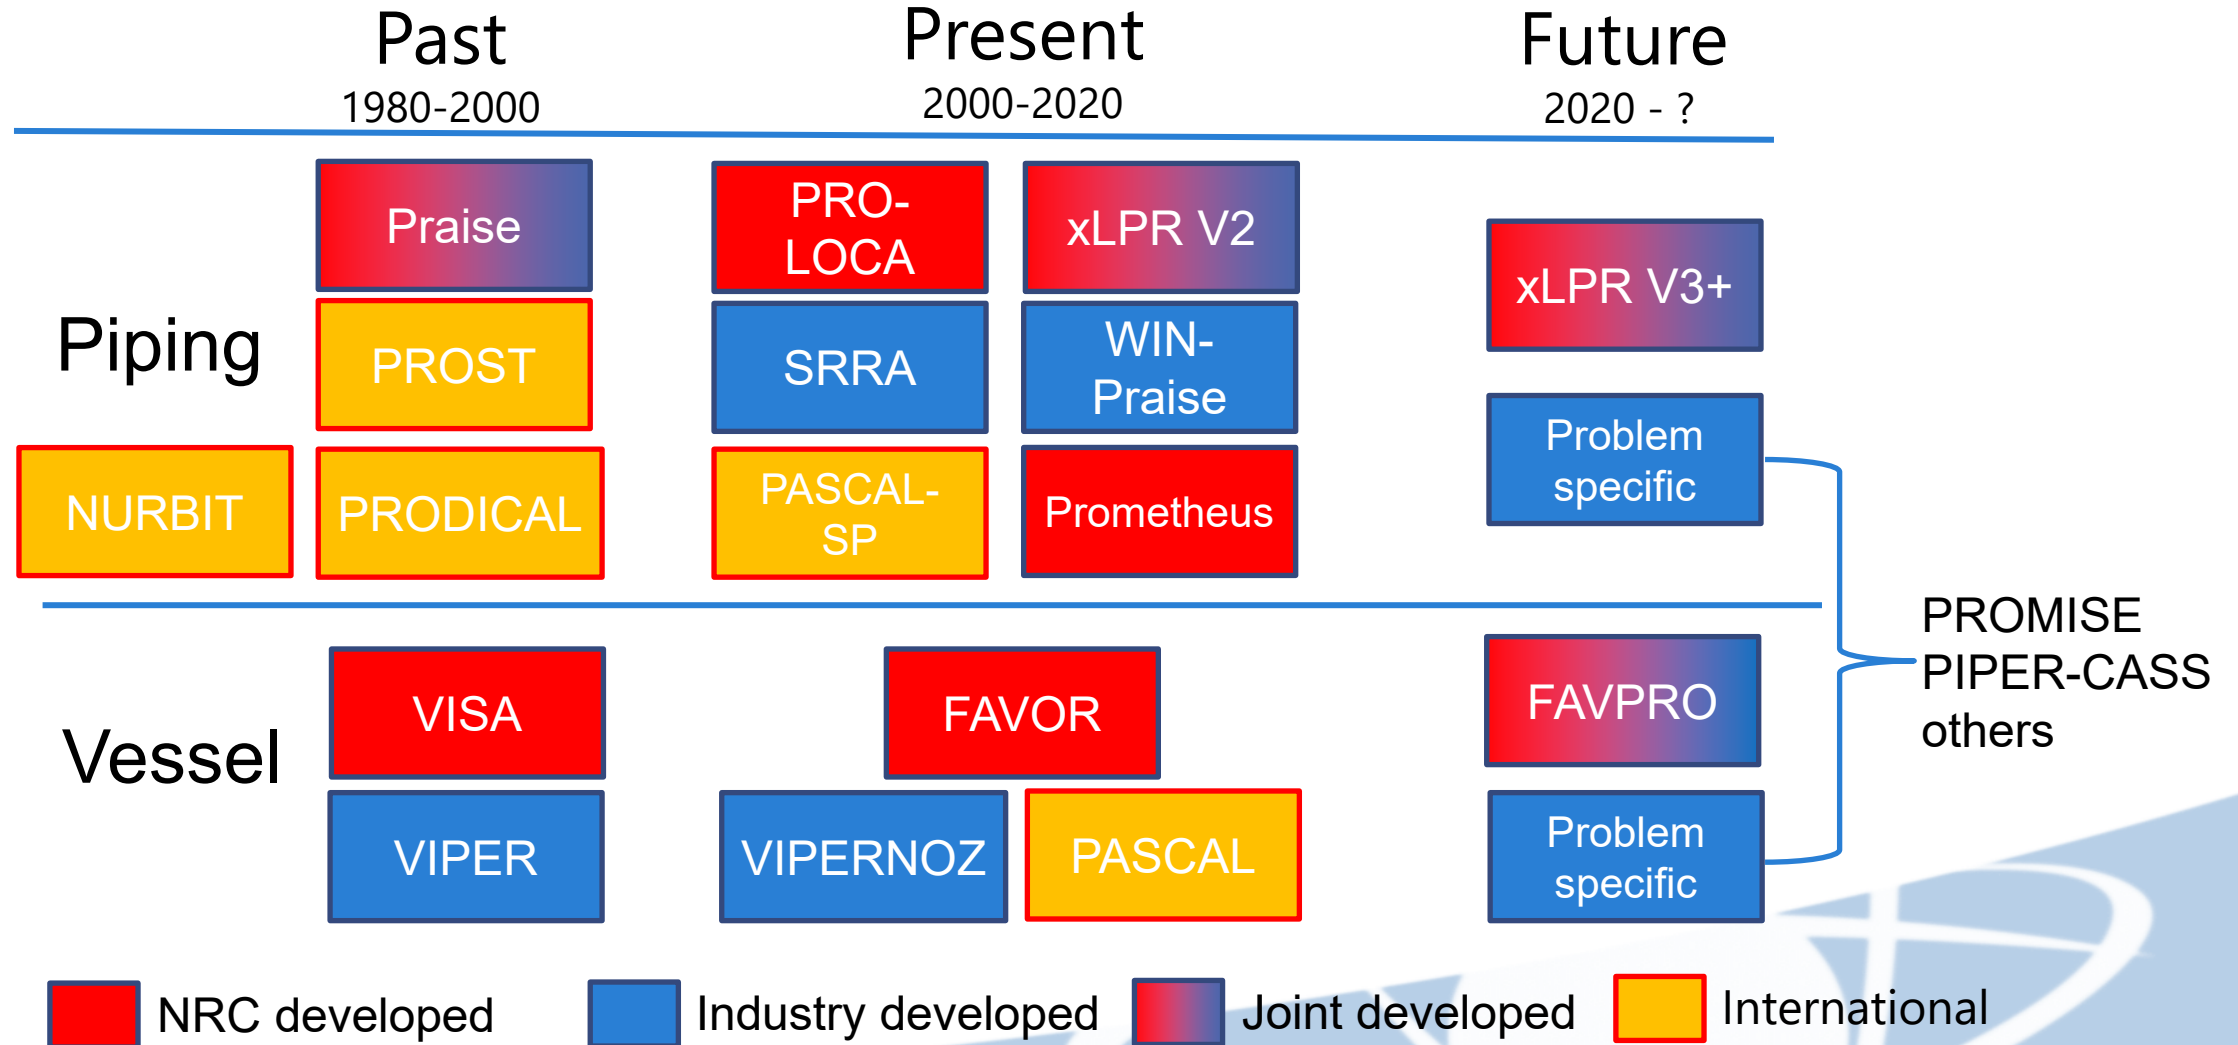 Past
Present
Future
1980-2000
2000-2020
2020 - ?
Piping
Praise
PROST
NURBIT
PRODICAL
PRO-
LOCA
xLPR V2
SRRA
WIN-
Praise
PASCAL-
SP
Prometheus
xLPR V3+
Problem
specific
Vessel
VISA
VIPER
FAVOR
VIPERNOZ
PASCAL
FAVPRO
Problem
specific
PROMISE
PIPER-CASS
others
NRC developed
Industry developed
Joint developed
International